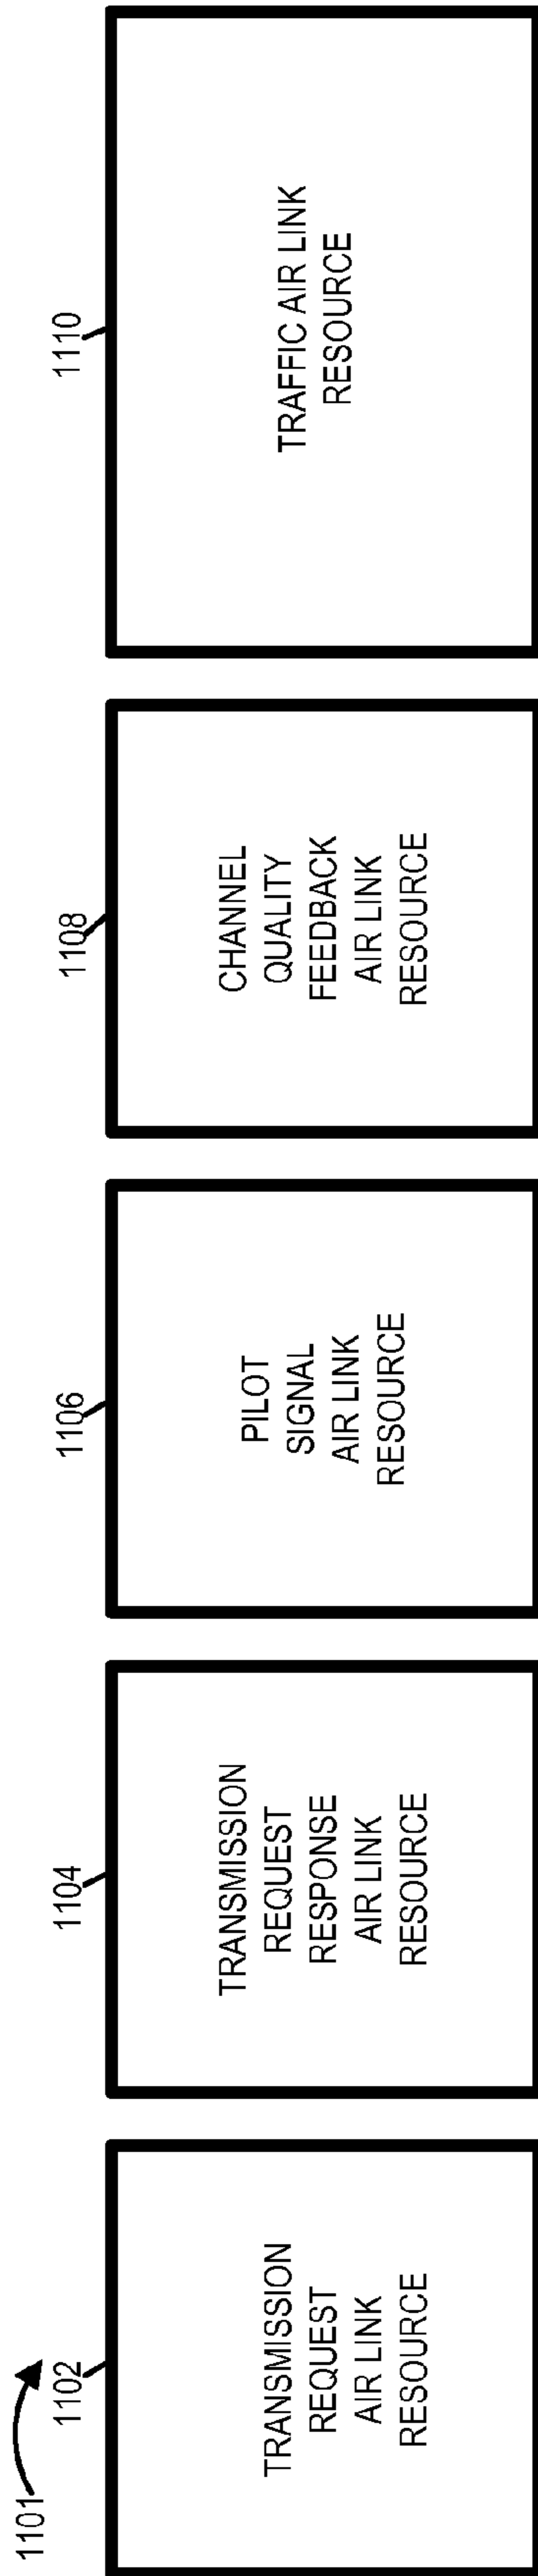 1101
1102
TRANSMISSION
REQUEST
AIR LINK
RESOURCE
1104
TRANSMISSION
REQUEST
RESPONSE
AIR LINK
RESOURCE
1106
PILOT
SIGNAL
AIR LINK
RESOURCE
1108
CHANNEL
QUALITY
FEEDBACK
AIR LINK
RESOURCE
1110
TRAFFIC AIR LINK
RESOURCE